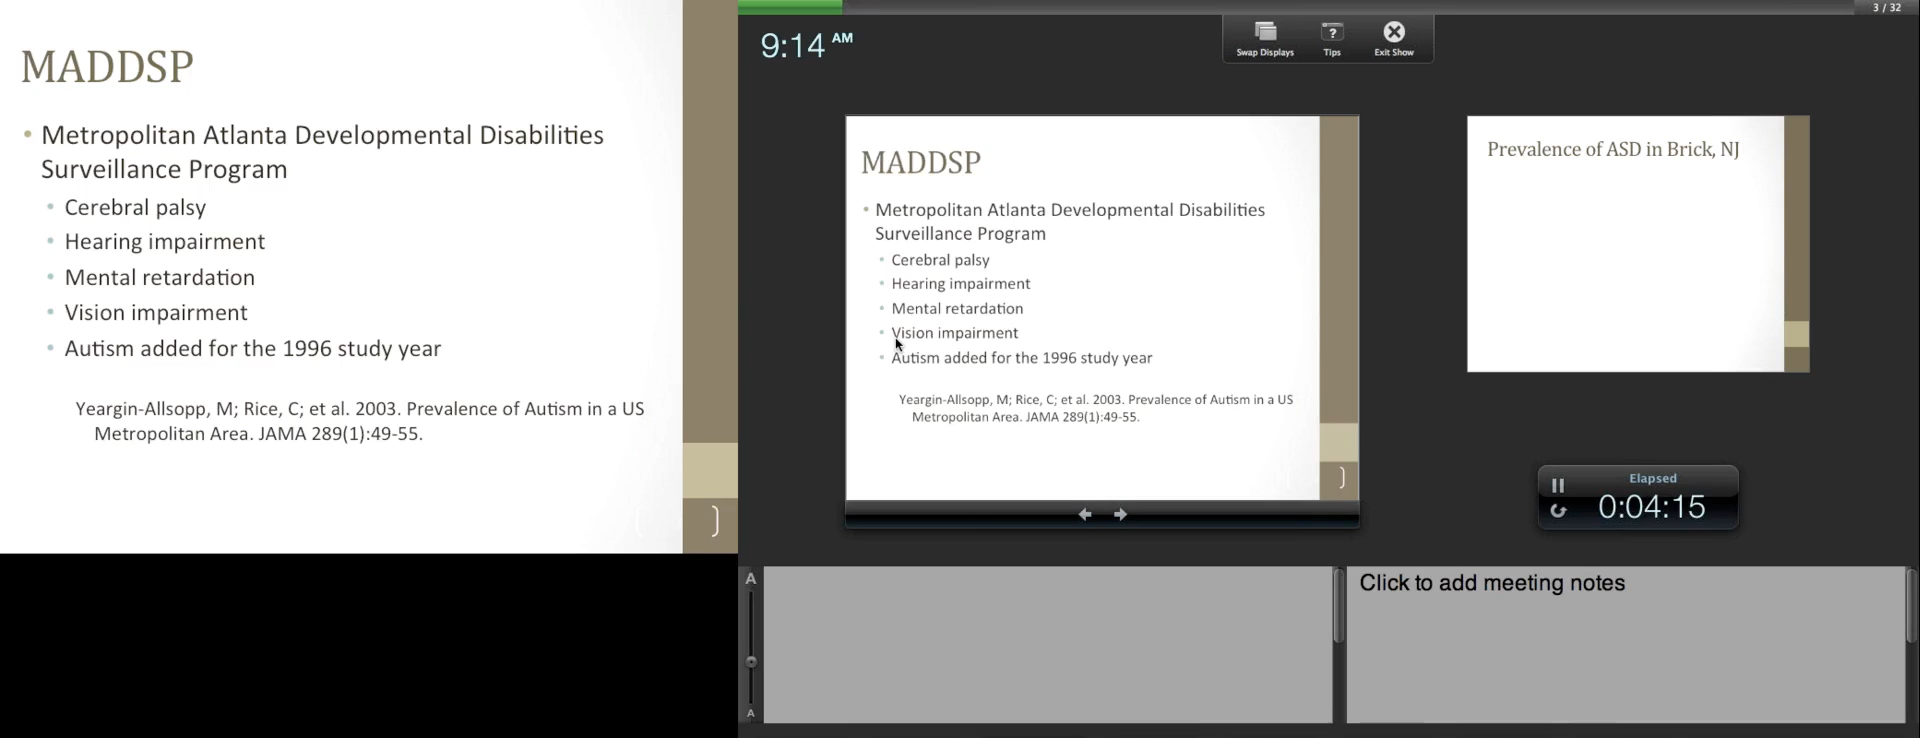 MADDSP
• Metropolitan Atlanta Developmental Disabilities
Surveillance Program
• Cerebral palsy
• Hearing impairment
• Mental retardation
• Vision impairment
• Autism added for the 1996 study year
Yeargin-Allsopp, M; Rice, C; et al. 2003. Prevalence of Autism in a US
Metropolitan Area. JAMA 289(1):49-55.
3 / 32
9:14 AM
Swap Displays
Tips
Exit Show
MADDSP
• Metropolitan Atlanta Developmental Disabilities
Surveillance Program
• Cerebral palsy
• Hearing impairment
• Mental retardation
• Vision impairment
• Autism added for the 1996 study year
Yeargin-Allsopp, M; Rice, C; et al. 2003. Prevalence of Autism in a US
Metropolitan Area. JAMA 289(1):49-55.
Prevalence of ASD in Brick, NJ
Elapsed
0:04:15
A
A
Click to add meeting notes